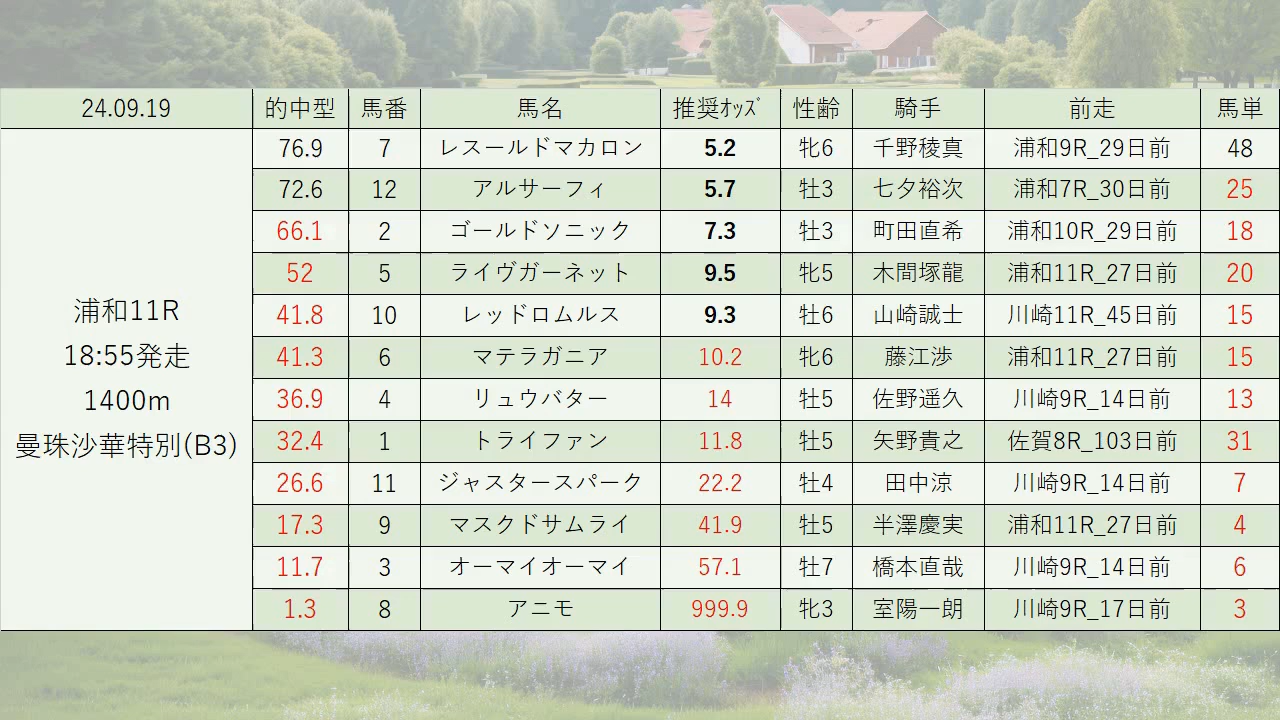 24.09.19 的中型 馬番 馬名 推奨ｵｯｽﾞ 性齢 騎手 前走 馬単
76.9 7 レスールドマカロン 5.2 牝6 千野稜真 浦和9R_29日前 48
72.6 12 アルサーフィ 5.7 牡3 七夕裕次 浦和7R_30日前 25
66.1 2 ゴールドソニック 7.3 牡3 町田直希 浦和10R_29日前 18
52 5 ライヴガーネット 9.5 牝5 木間塚龍 浦和11R_27日前 20
浦和11R
18:55発走
1400m
曼珠沙華特別(B3)
41.8 10 レッドロムルス 9.3 牡6 山崎誠士 川崎11R_45日前 15
41.3 6 マテラガニア 10.2 牝6 藤江渉 浦和11R_27日前 15
36.9 4 リュウバター 14 牡5 佐野遥久 川崎9R_14日前 13
32.4 1 トライファン 11.8 牡5 矢野貴之 佐賀8R_103日前 31
26.6 11 ジャスタースパーク 22.2 牡4 田中涼 川崎9R_14日前 7
17.3 9 マスクドサムライ 41.9 牡5 半澤慶実 浦和11R_27日前 4
11.7 3 オーマイオーマイ 57.1 牡7 橋本直哉 川崎9R_14日前 6
1.3 8 アニモ 999.9 牝3 室陽一朗 川崎9R_17日前 3